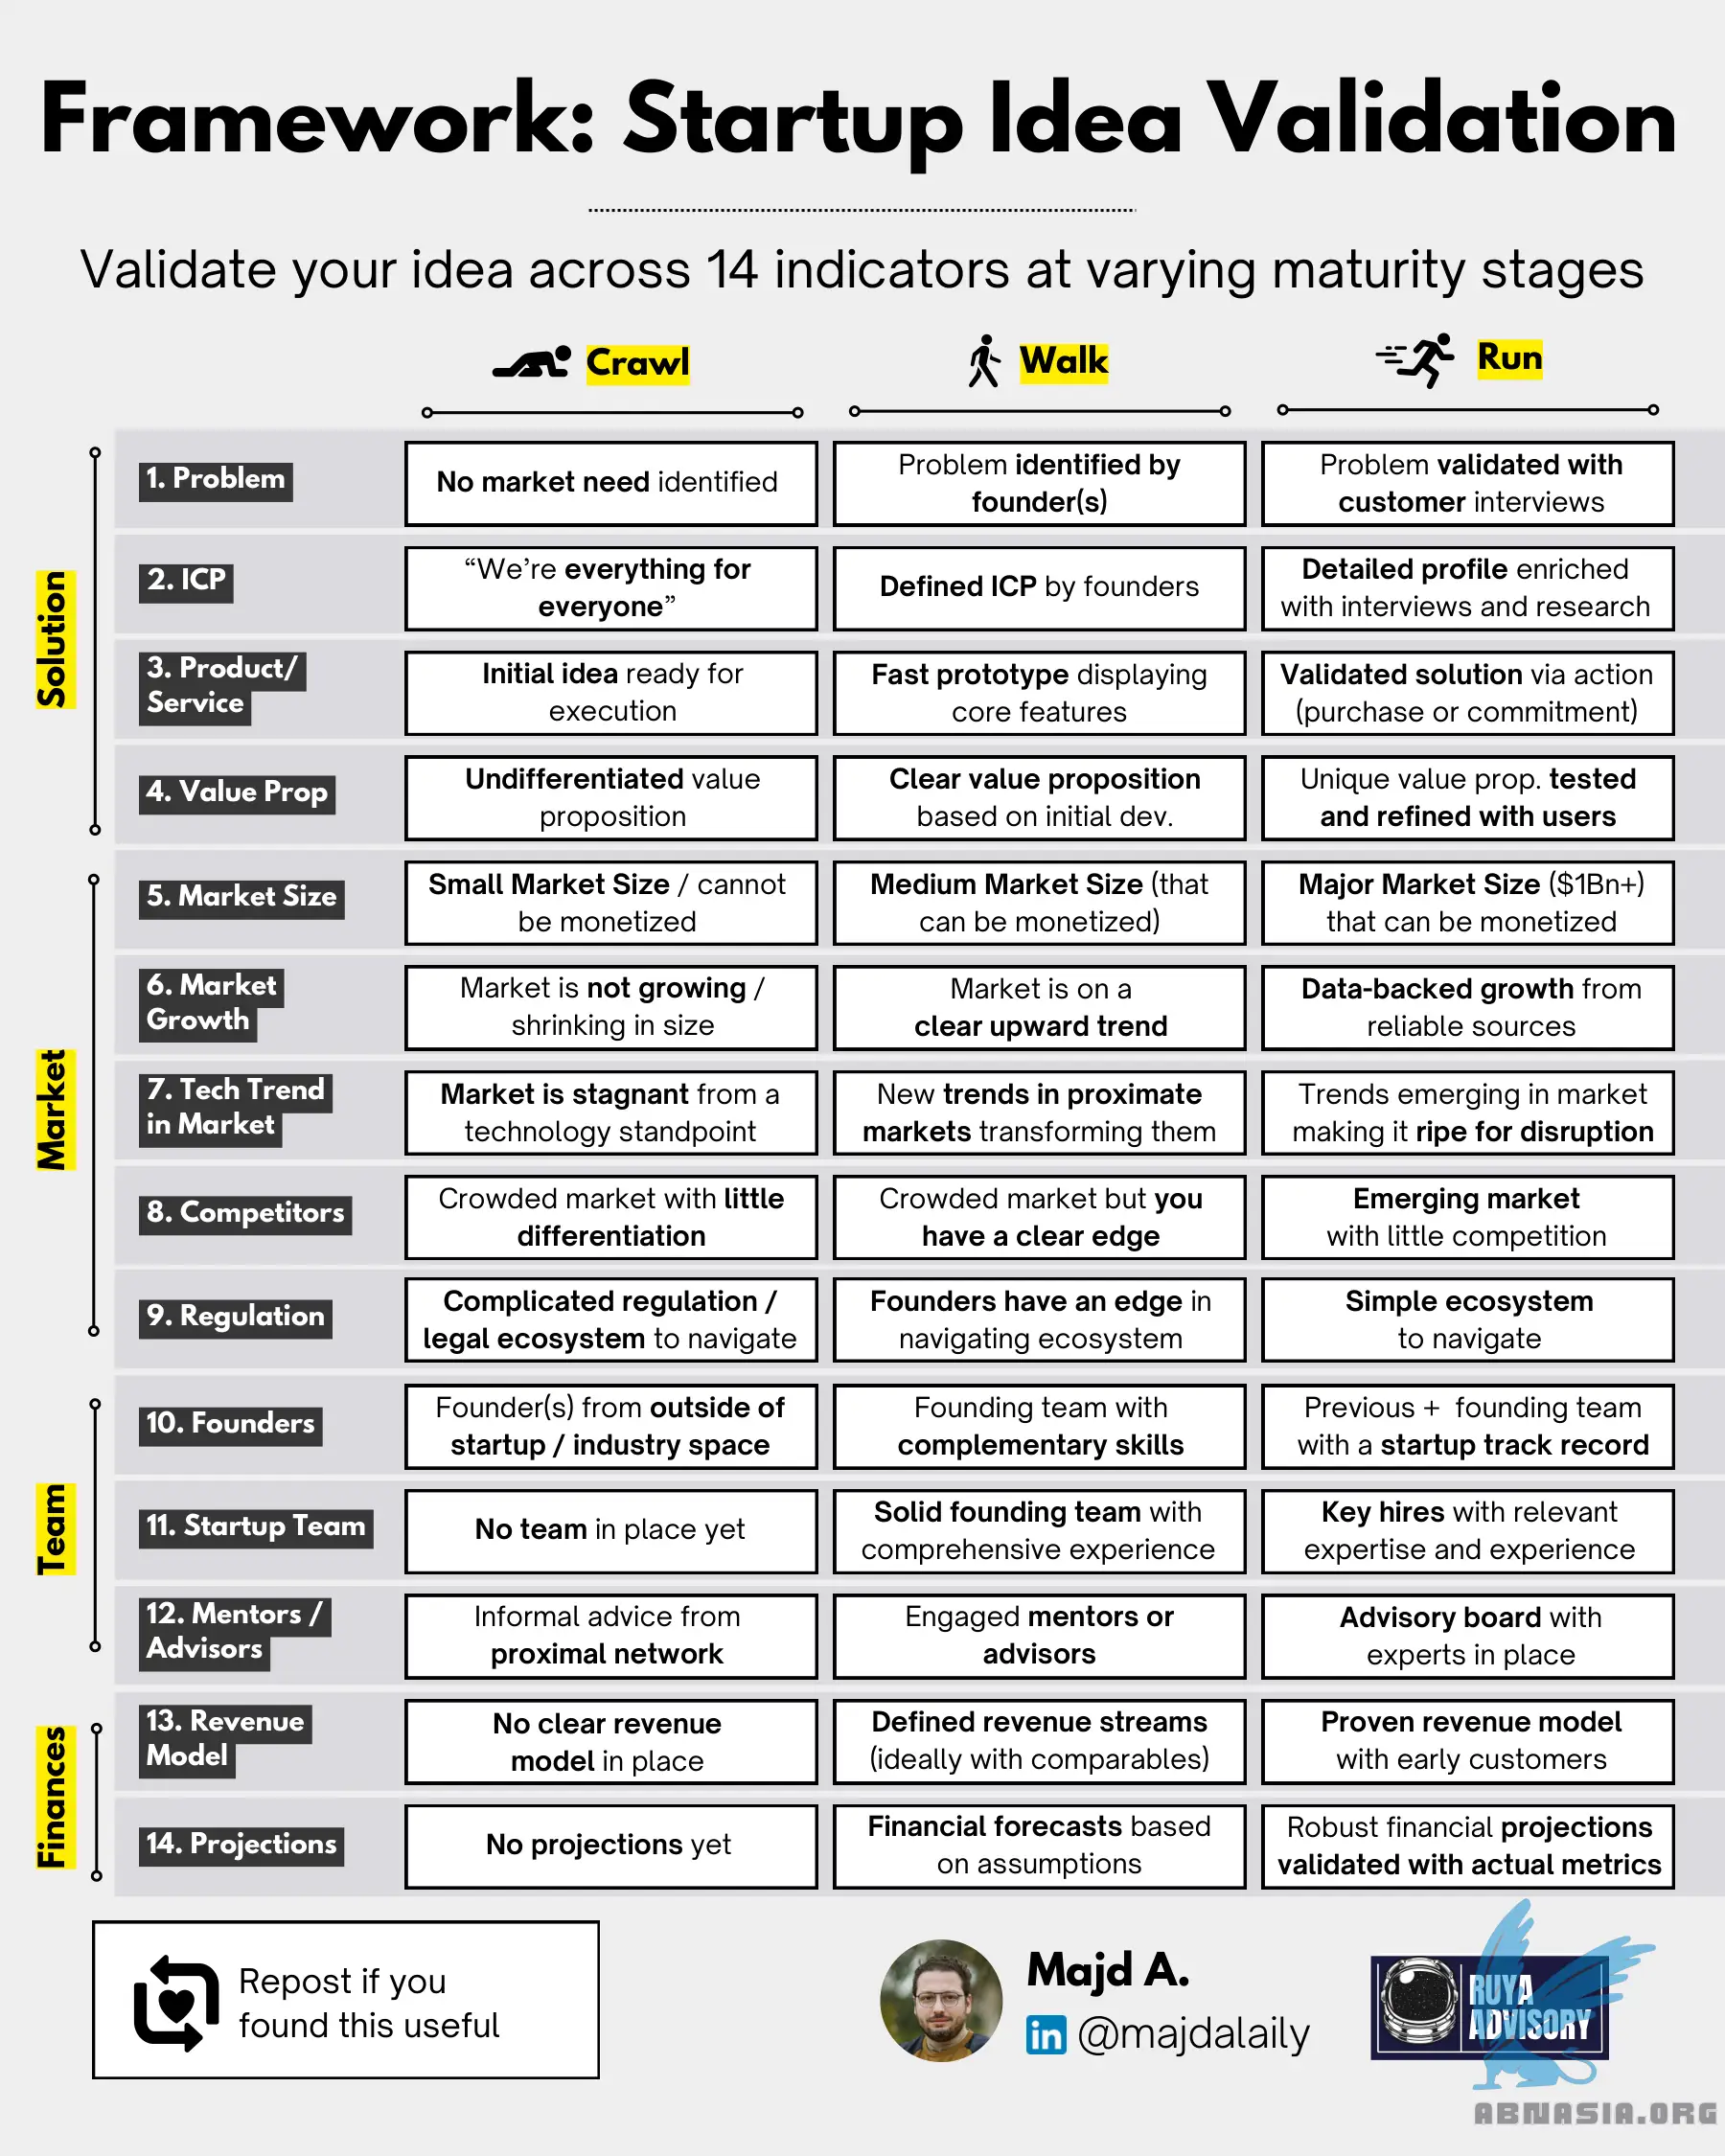 Framework: Startup Idea Validation
Validate your idea across 14 indicators at varying maturity stages
Crawl
Walk
Run
Solution
1. Problem
No market need identified
Problem identified by
founder(s)
Problem validated with
customer interviews
2. ICP
“We’re everything for
everyone”
Defined ICP by founders
Detailed profile enriched
with interviews and research
3. Product/
Service
Initial idea ready for
execution
Fast prototype displaying
core features
Validated solution via action
(purchase or commitment)
4. Value Prop
Undifferentiated value
proposition
Clear value proposition
based on initial dev.
Unique value prop. tested
and refined with users
Market
5. Market Size
Small Market Size / cannot
be monetized
Medium Market Size (that
can be monetized)
Major Market Size ($1Bn+)
that can be monetized
6. Market
Growth
Market is not growing /
shrinking in size
Market is on a
clear upward trend
Data-backed growth from
reliable sources
7. Tech Trend
in Market
Market is stagnant from a
technology standpoint
New trends in proximate
markets transforming them
Trends emerging in market
making it ripe for disruption
8. Competitors
Crowded market with little
differentiation
Crowded market but you
have a clear edge
Emerging market
with little competition
9. Regulation
Complicated regulation /
legal ecosystem to navigate
Founders have an edge in
navigating ecosystem
Simple ecosystem
to navigate
Team
10. Founders
Founder(s) from outside of
startup / industry space
Founding team with
complementary skills
Previous + founding team
with a startup track record
11. Startup Team
No team in place yet
Solid founding team with
comprehensive experience
Key hires with relevant
expertise and experience
12. Mentors /
Advisors
Informal advice from
proximal network
Engaged mentors or
advisors
Advisory board with
experts in place
Finances
13. Revenue
Model
No clear revenue
model in place
Defined revenue streams
(ideally with comparables)
Proven revenue model
with early customers
14. Projections
No projections yet
Financial forecasts based
on assumptions
Robust financial projections
validated with actual metrics
Repost if you
found this useful
Majd A.
in @majdalaily
RUYA
ADVISORY
ABNASIA.ORG